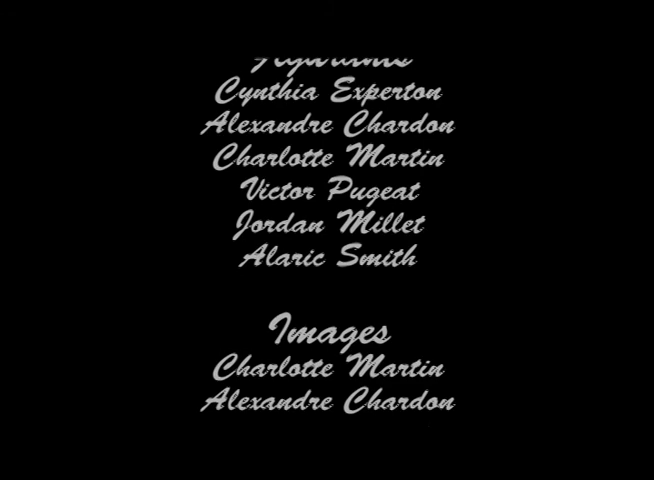 Cynthia Experton
Alexandre Chardon
Charlotte Martin
Victor Pugeat
Jordan Millet
Alaric Smith
Images
Charlotte Martin
Alexandre Chardon